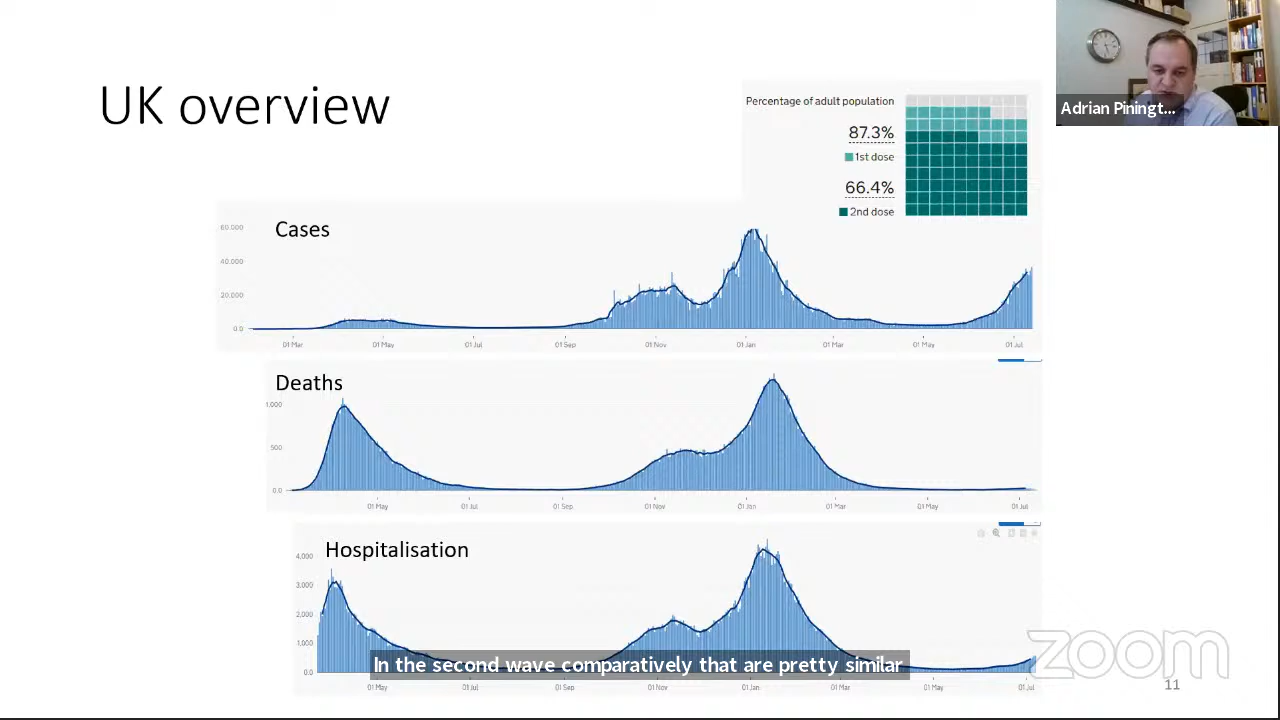 UK overview
Adrian Piningt...
Percentage of adult population
87.3%
1st dose
66.4%
2nd dose
Cases
60,000
40,000
20,000
0.0
01 Mar 01 May 01 Jul 01 Sep 01 Nov 01 Jan 01 Mar 01 May 01 Jul
Deaths
1,000
500
0.0
01 May 01 Jul 01 Sep 01 Nov 01 Jan 01 Mar 01 May 01 Jul
Hospitalisation
4,000
3,000
2,000
1,000
0.0
In the second wave comparatively that are pretty similar
01 May 01 Jul 01 Sep 01 Nov 01 Jan 01 Mar 01 May 01 Jul
zoom
11